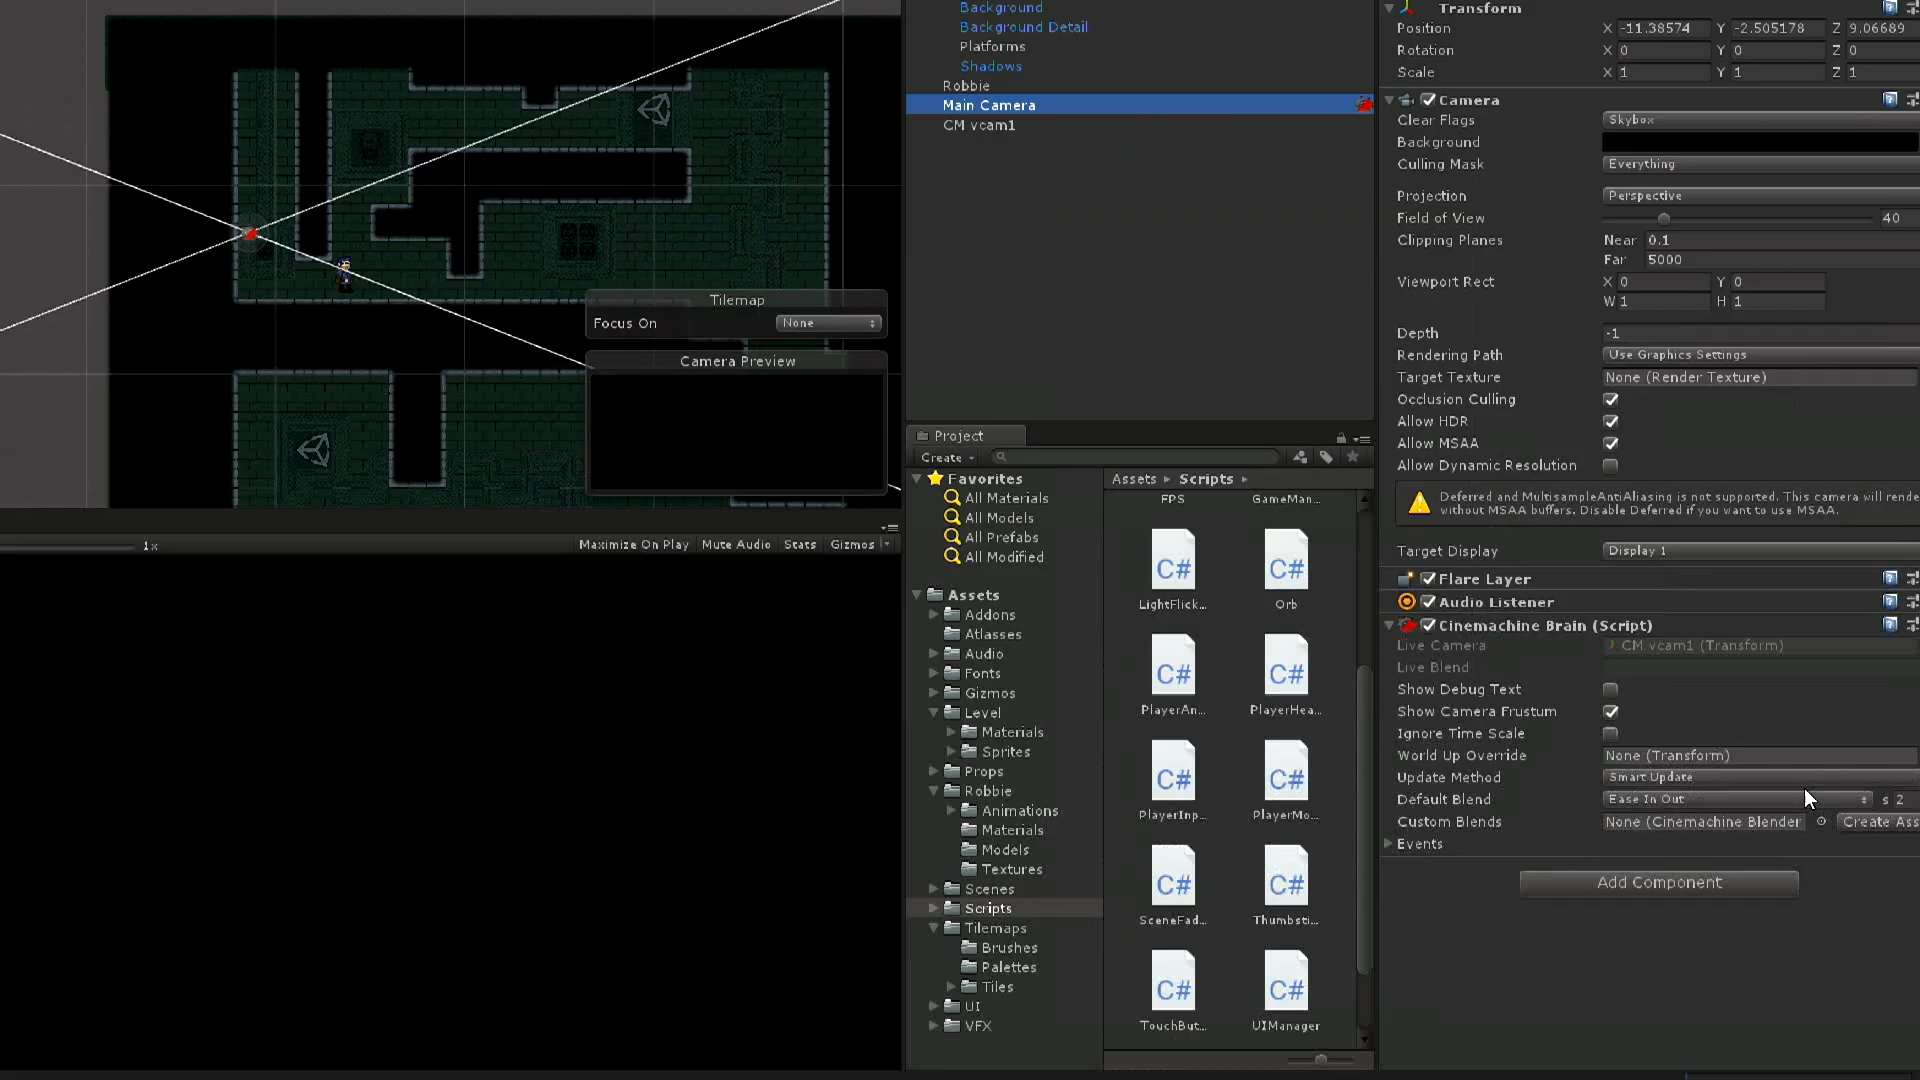 Tilemap
Focus On None
Camera Preview
1x
Maximize On Play Mute Audio Stats Gizmos
Background
Background Detail
Platforms
Shadows
Robbie
Main Camera
CM vcam1
Project
Create
Favorites
All Materials
All Models
All Prefabs
All Modified
Assets
Addons
Atlasses
Audio
Fonts
Gizmos
Level
Materials
Sprites
Props
Robbie
Animations
Materials
Models
Textures
Scenes
Scripts
Tilemaps
Brushes
Palettes
Tiles
UI
VFX
Assets Scripts
FPS GameMan...
C# C#
LightFlick... Orb
C# C#
PlayerAn... PlayerHea...
C# C#
PlayerInp... PlayerMo...
C# C#
SceneFad... Thumbsti...
C# C#
TouchBut... UIManager
Transform
Position X -11.38574 Y -2.505178 Z 9.06689
Rotation X 0 Y 0 Z 0
Scale X 1 Y 1 Z 1
Camera
Clear Flags Skybox
Background
Culling Mask Everything
Projection Perspective
Field of View 40
Clipping Planes Near 0.1
Far 5000
Viewport Rect X 0 Y 0
W 1 H 1
Depth -1
Rendering Path Use Graphics Settings
Target Texture None (Render Texture)
Occlusion Culling
Allow HDR
Allow MSAA
Allow Dynamic Resolution
Deferred and MultisampleAntiAliasing is not supported. This camera will rende
without MSAA buffers. Disable Deferred if you want to use MSAA.
Target Display Display 1
Flare Layer
Audio Listener
Cinemachine Brain (Script)
Live Camera CM vcam1 (Transform)
Live Blend
Show Debug Text
Show Camera Frustum
Ignore Time Scale
World Up Override None (Transform)
Update Method Smart Update
Default Blend Ease In Out s 2
Custom Blends None (Cinemachine Blender Create Ass
Events
Add Component